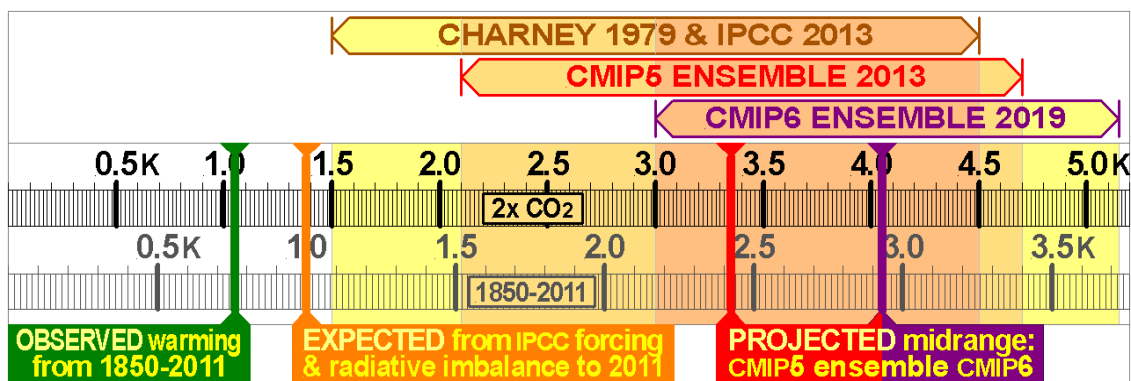 CHARNEY 1979 & IPCC 2013
CMIP5 ENSEMBLE 2013
CMIP6 ENSEMBLE 2019
0.5K 1.0 1.5 2.0 2.5 3.0 3.5 4.0 4.5 5.0K
2x CO₂
0.5K 1.0 1.5 2.0 2.5 3.0 3.5K
1850-2011
OBSERVED warming
from 1850-2011
EXPECTED from IPCC forcing
& radiative imbalance to 2011
PROJECTED midrange:
CMIP5 ensemble CMIP6